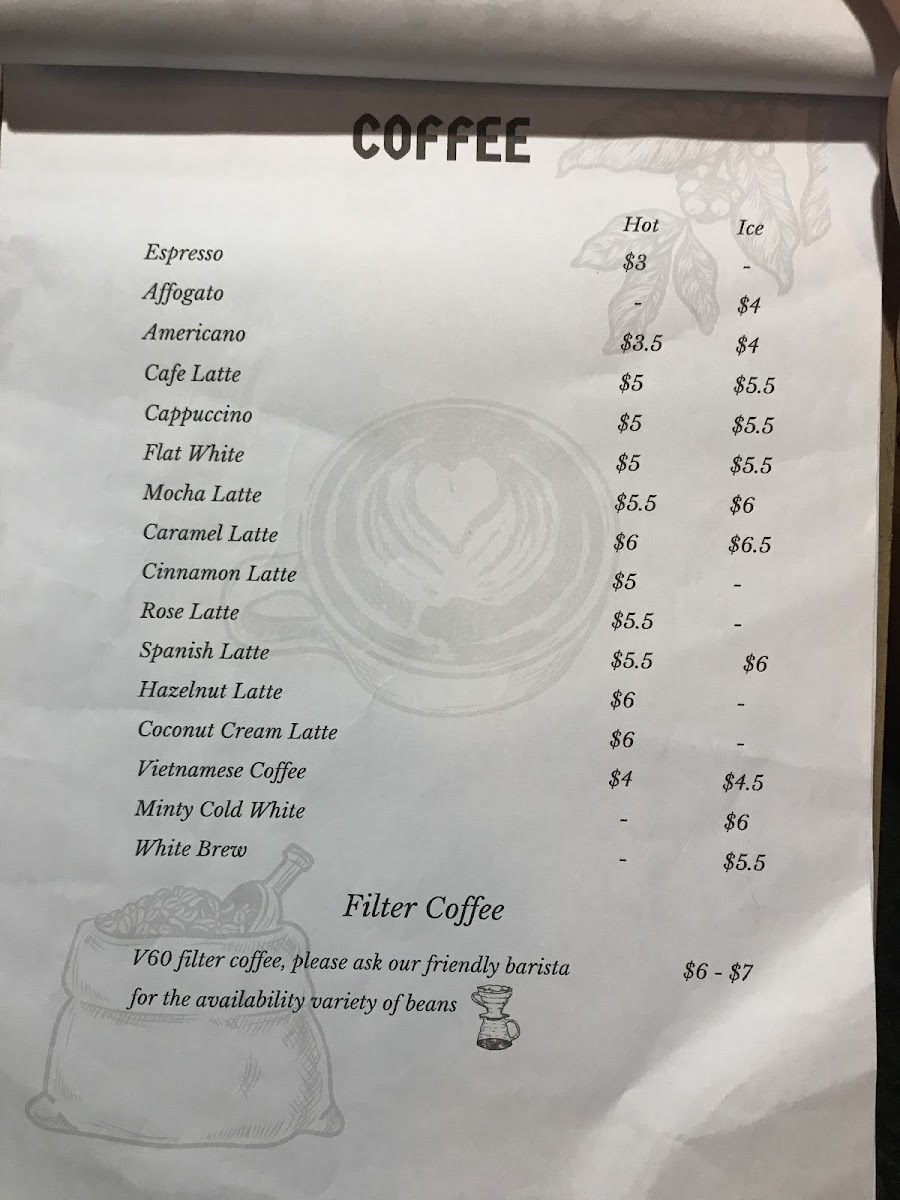 COFFEE
Hot Ice
Espresso $3 -
Affogato - $4
Americano $3.5 $4
Cafe Latte $5 $5.5
Cappuccino $5 $5.5
Flat White $5 $5.5
Mocha Latte $5.5 $6
Caramel Latte $6 $6.5
Cinnamon Latte $5 -
Rose Latte $5.5 -
Spanish Latte $5.5 $6
Hazelnut Latte $6 -
Coconut Cream Latte $6 -
Vietnamese Coffee $4 $4.5
Minty Cold White - $6
White Brew - $5.5
Filter Coffee
V60 filter coffee, please ask our friendly barista $6 - $7
for the availability variety of beans